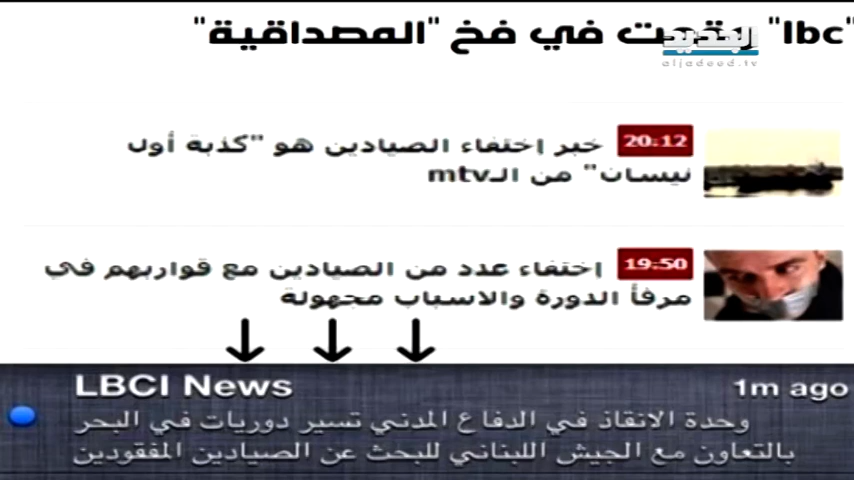 "lbc" وقعت في فخ "المصداقية"
الجديد
aljadeed.tv
20:12 خبر إختفاء الصيادين هو "كذبة أول
نيسان" من الـmtv
19:50 إختفاء عدد من الصيادين مع قواربهم في
مرفأ الدورة والاسباب مجهولة
LBCI News 1m ago
وحدة الانقاذ في الدفاع المدني تسير دوريات في البحر
بالتعاون مع الجيش اللبناني للبحث عن الصيادين المفقودين